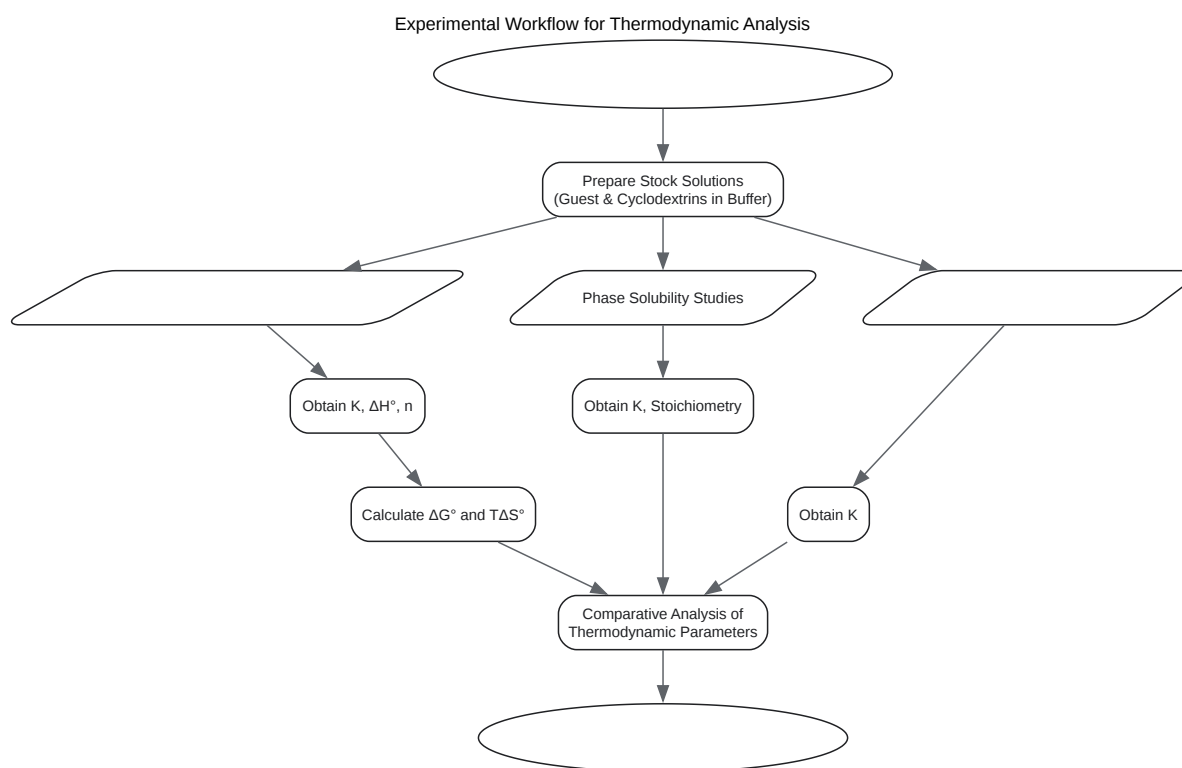 Experimental Workflow for Thermodynamic Analysis
Prepare Stock Solutions
(Guest & Cyclodextrins in Buffer)
Phase Solubility Studies
Obtain K, ΔH°, n
Obtain K, Stoichiometry
Calculate ΔG° and TΔS°
Obtain K
Comparative Analysis of
Thermodynamic Parameters